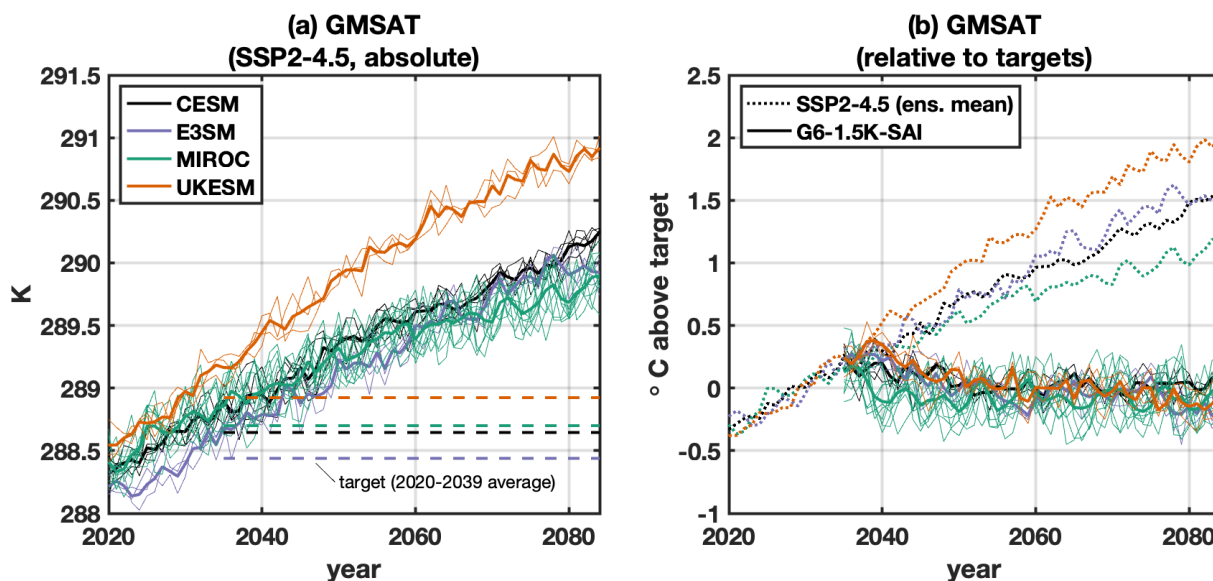 (a) GMSAT
(SSP2-4.5, absolute)
K
291.5
291
290.5
290
289.5
289
288.5
288
CESM
E3SM
MIROC
UKESM
target (2020-2039 average)
2020
2040
2060
2080
year
(b) GMSAT
(relative to targets)
° C above target
2.5
2
1.5
1
0.5
0
-0.5
-1
SSP2-4.5 (ens. mean)
G6-1.5K-SAI
2020
2040
2060
2080
year